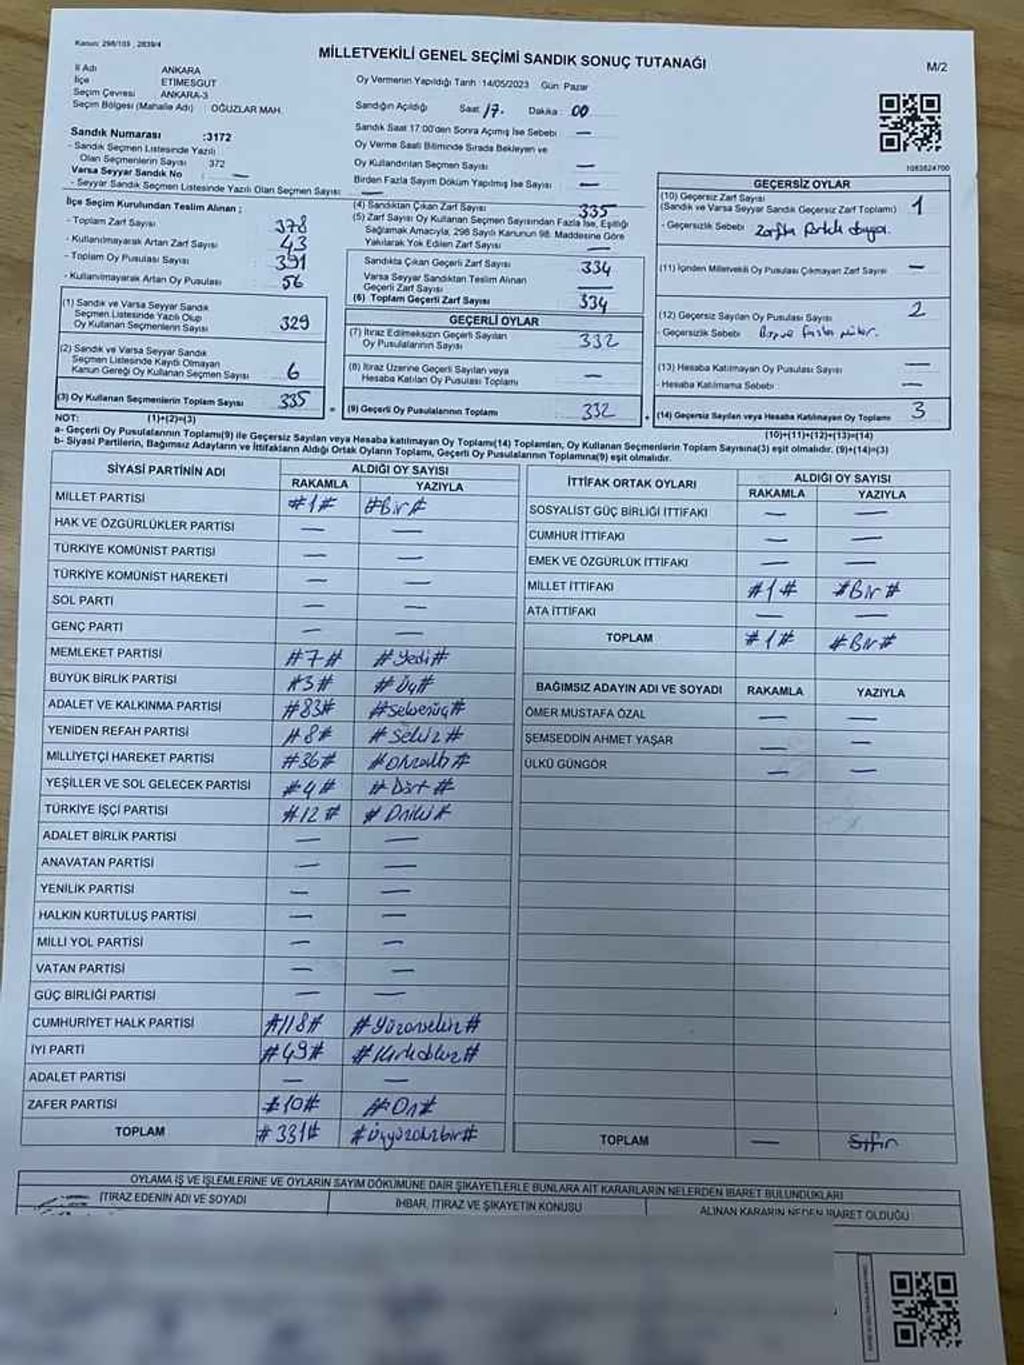 Kanun: 298/105 , 2839/4
MİLLETVEKİLİ GENEL SEÇİMİ SANDIK SONUÇ TUTANAĞI
M/2
İl Adı ANKARA
İlçe ETİMESGUT
Seçim Çevresi ANKARA-3
Seçim Bölgesi (Mahalle Adı) OĞUZLAR MAH.
Sandık Numarası :3172
- Sandık Seçmen Listesinde Yazılı
Olan Seçmenlerin Sayısı 372
Varsa Seyyar Sandık No : —
- Seyyar Sandık Seçmen Listesinde Yazılı Olan Seçmen Sayısı: —
Oy Vermenin Yapıldığı Tarih :14/05/2023 Gün: Pazar
Sandığın Açıldığı Saat: 17. Dakika: 00
Sandık Saat 17:00'den Sonra Açımış İse Sebebi —
Oy Verme Saati Bitiminde Sırada Bekleyen ve
Oy Kullandırılan Seçmen Sayısı —
Birden Fazla Sayım Döküm Yapılmış İse Sayısı —
1083624700
İlçe Seçim Kurulundan Teslim Alınan ;
- Toplam Zarf Sayısı 378
- Kullanılmayarak Artan Zarf Sayısı 43
- Toplam Oy Pusulası Sayısı 391
- Kullanılmayarak Artan Oy Pusulası 56
(1) Sandık ve Varsa Seyyar Sandık
Seçmen Listesinde Yazılı Olup
Oy Kullanan Seçmenlerin Sayısı 329
(2) Sandık ve Varsa Seyyar Sandık
Seçmen Listesinde Kayıtlı Olmayan
Kanun Gereği Oy Kullanan Seçmen Sayısı 6
(3) Oy Kullanan Seçmenlerin Toplam Sayısı 335
(1)+(2)=(3)
(4) Sandıktan Çıkan Zarf Sayısı 335
(5) Zarf Sayısı Oy Kullanan Seçmen Sayısından Fazla İse, Eşitliği
Sağlamak Amacıyla, 298 Sayılı Kanunun 98. Maddesine Göre
Yakılarak Yok Edilen Zarf Sayısı —
Sandıkta Çıkan Geçerli Zarf Sayısı 334
Varsa Seyyar Sandıktan Teslim Alınan
Geçerli Zarf Sayısı —
(6) Toplam Geçerli Zarf Sayısı 334
GEÇERLİ OYLAR
(7) İtiraz Edilmeksizin Geçerli Sayılan
Oy Pusulalarının Sayısı 332
(8) İtiraz Üzerine Geçerli Sayılan veya
Hesaba Katılan Oy Pusulası Toplamı —
= (9) Geçerli Oy Pusulalarının Toplamı 332
GEÇERSİZ OYLAR
(10) Geçersiz Zarf Sayısı 1
(Sandık ve Varsa Seyyar Sandık Geçersiz Zarf Toplamı)
- Geçersizlik Sebebi Zarfta
(11) İçinden Milletvekili Oy Pusulası Çıkmayan Zarf Sayısı —
(12) Geçersiz Sayılan Oy Pusulası Sayısı 2
- Geçersizlik Sebebi fazla mühür.
(13) Hesaba Katılmayan Oy Pusulası Sayısı —
- Hesaba Katılmama Sebebi —
+ (14) Geçersiz Sayılan veya Hesaba Katılmayan Oy Toplamı 3
(10)+(11)+(12)+(13)=(14)
NOT:
a- Geçerli Oy Pusulalarının Toplamı(9) ile Geçersiz Sayılan veya Hesaba katılmayan Oy Toplamı(14) Toplamları, Oy Kullanan Seçmenlerin Toplam Sayısına(3) eşit olmalıdır. (9)+(14)=(3)
b- Siyasi Partilerin, Bağımsız Adayların ve İttifakların Aldığı Ortak Oyların Toplamı, Geçerli Oy Pusulalarının Toplamına(9) eşit olmalıdır.
SİYASİ PARTİNİN ADI ALDIĞI OY SAYISI
RAKAMLA YAZIYLA
MİLLET PARTİSİ #1# #Bir#
HAK VE ÖZGÜRLÜKLER PARTİSİ — —
TÜRKİYE KOMÜNİST PARTİSİ — —
TÜRKİYE KOMÜNİST HAREKETİ — —
SOL PARTİ — —
GENÇ PARTİ — —
MEMLEKET PARTİSİ #7# #Yedi#
BÜYÜK BİRLİK PARTİSİ #3# #Üç#
ADALET VE KALKINMA PARTİSİ #83# #seksenüç#
YENİDEN REFAH PARTİSİ #8# #Sekiz#
MİLLİYETÇİ HAREKET PARTİSİ #36# #Otuzaltı#
YEŞİLLER VE SOL GELECEK PARTİSİ #4# #Dört#
TÜRKİYE İŞÇİ PARTİSİ #12# #Oniki#
ADALET BİRLİK PARTİSİ — —
ANAVATAN PARTİSİ — —
YENİLİK PARTİSİ — —
HALKIN KURTULUŞ PARTİSİ — —
MİLLİ YOL PARTİSİ — —
VATAN PARTİSİ — —
GÜÇ BİRLİĞİ PARTİSİ — —
CUMHURİYET HALK PARTİSİ #118# #Yüzonsekiz#
İYİ PARTİ #49# #Kırkdokuz#
ADALET PARTİSİ — —
ZAFER PARTİSİ #10# #On#
TOPLAM #331# #Üçyüzotuzbir#
İTTİFAK ORTAK OYLARI ALDIĞI OY SAYISI
RAKAMLA YAZIYLA
SOSYALİST GÜÇ BİRLİĞİ İTTİFAKI — —
CUMHUR İTTİFAKI — —
EMEK VE ÖZGÜRLÜK İTTİFAKI — —
MİLLET İTTİFAKI #1# #Bir#
ATA İTTİFAKI — —
TOPLAM #1# #Bir#
BAĞIMSIZ ADAYIN ADI VE SOYADI RAKAMLA YAZIYLA
ÖMER MUSTAFA ÖZAL — —
ŞEMSEDDİN AHMET YAŞAR — —
ÜLKÜ GÜNGÖR — —
TOPLAM — Sıfır
OYLAMA İŞ VE İŞLEMLERİNE VE OYLARIN SAYIM DÖKÜMÜNE DAİR ŞİKAYETLERLE BUNLARA AİT KARARLARIN NELERDEN İBARET BULUNDUKLARI
İTİRAZ EDENİN ADI VE SOYADI İHBAR, İTİRAZ VE ŞİKAYETİN KONUSU ALINAN KARARIN NEDEN İBARET OLDUĞU